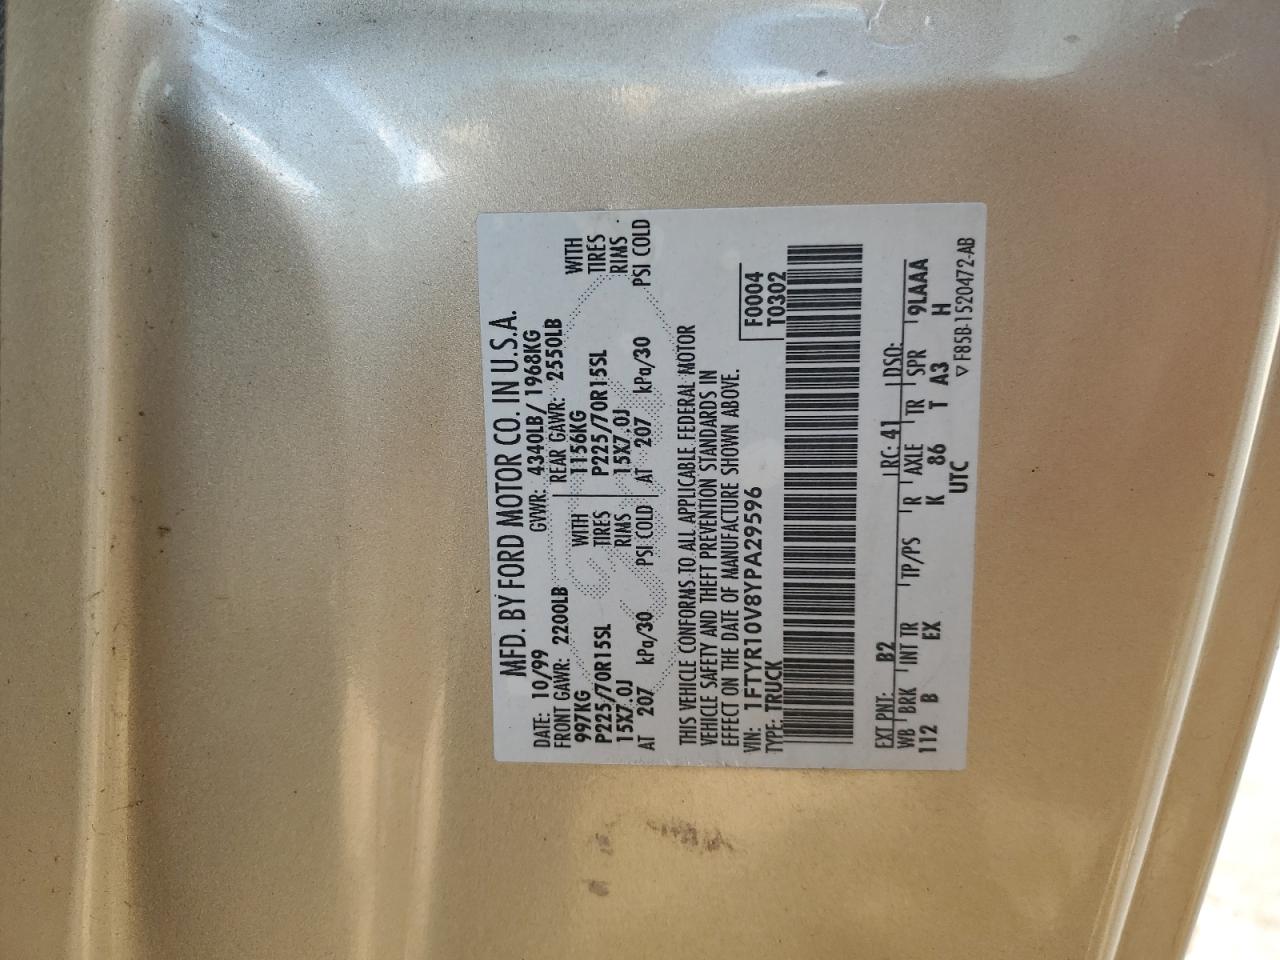 MFD. BY FORD MOTOR CO. IN U.S.A.
DATE: 10/99 GVWR: 4340LB/ 1968KG
FRONT GAWR: 2200LB REAR GAWR: 2550LB
997KG WITH 1156KG WITH
P225/70R15SL TIRES P225/70R15SL TIRES
15X7.0J RIMS 15X7.0J RIMS
AT 207 kPa/30 PSI COLD AT 207 kPa/30 PSI COLD
THIS VEHICLE CONFORMS TO ALL APPLICABLE FEDERAL MOTOR
VEHICLE SAFETY AND THEFT PREVENTION STANDARDS IN
EFFECT ON THE DATE OF MANUFACTURE SHOWN ABOVE.
VIN: 1FTYR10V8YPA29596 F0004
TYPE: TRUCK T0302
EXT PNT: B2 RC: 41 DSO:
WB BRK INT TR TP/PS R AXLE TR SPR 9LAAA
112 B EX K 86 T A3 H
UTC ▽F85B-1520472-AB